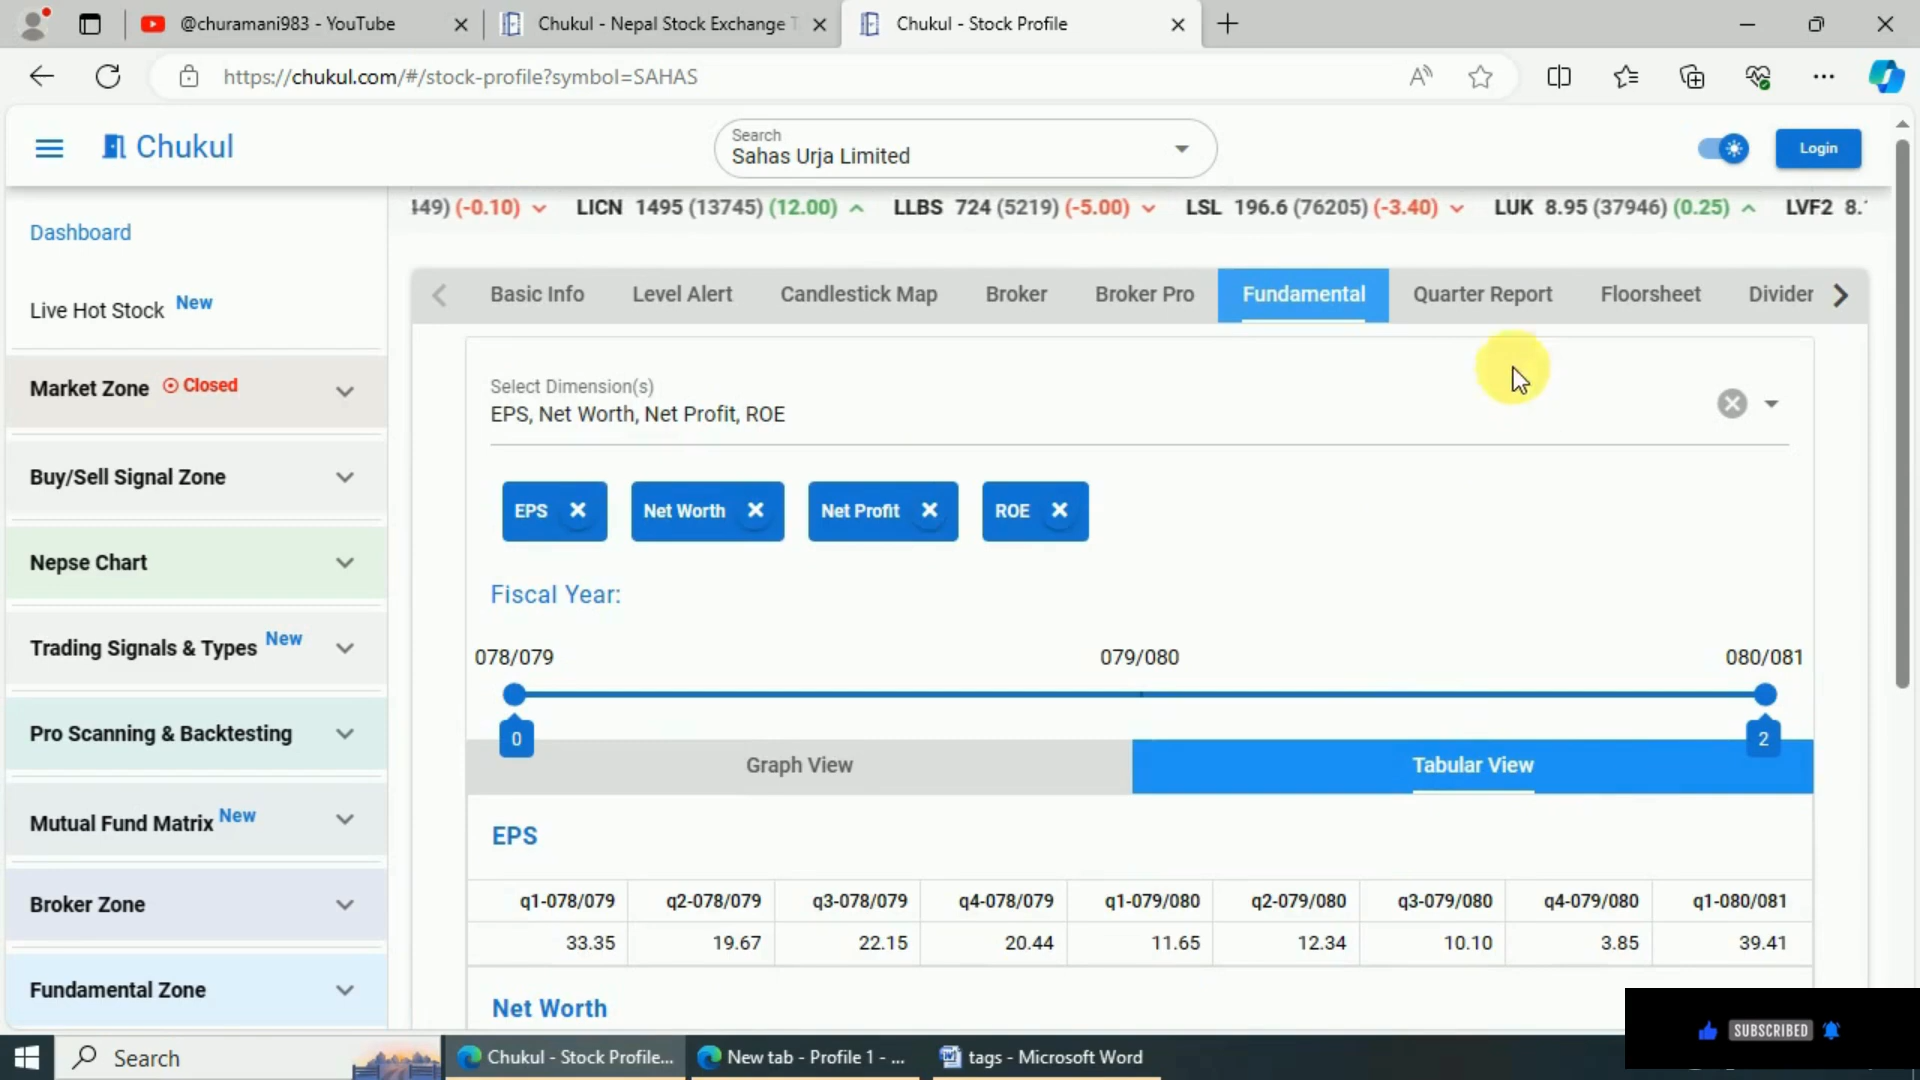 @churamani983 - YouTube
Chukul - Nepal Stock Exchange T
Chukul - Stock Profile
https://chukul.com/#/stock-profile?symbol=SAHAS
Chukul
Search
Sahas Urja Limited
Login
449) (-0.10) LICN 1495 (13745) (12.00) LLBS 724 (5219) (-5.00) LSL 196.6 (76205) (-3.40) LUK 8.95 (37946) (0.25) LVF2 8.
Dashboard
Live Hot Stock New
Market Zone Closed
Buy/Sell Signal Zone
Nepse Chart
Trading Signals & Types New
Pro Scanning & Backtesting
Mutual Fund Matrix New
Broker Zone
Fundamental Zone
Basic Info Level Alert Candlestick Map Broker Broker Pro Fundamental Quarter Report Floorsheet Divider
Select Dimension(s)
EPS, Net Worth, Net Profit, ROE
EPS Net Worth Net Profit ROE
Fiscal Year:
078/079 079/080 080/081
0 2
Graph View Tabular View
EPS
q1-078/079 q2-078/079 q3-078/079 q4-078/079 q1-079/080 q2-079/080 q3-079/080 q4-079/080 q1-080/081
33.35 19.67 22.15 20.44 11.65 12.34 10.10 3.85 39.41
Net Worth
SUBSCRIBED
Search
Chukul - Stock Profile...
New tab - Profile 1 - ...
tags - Microsoft Word